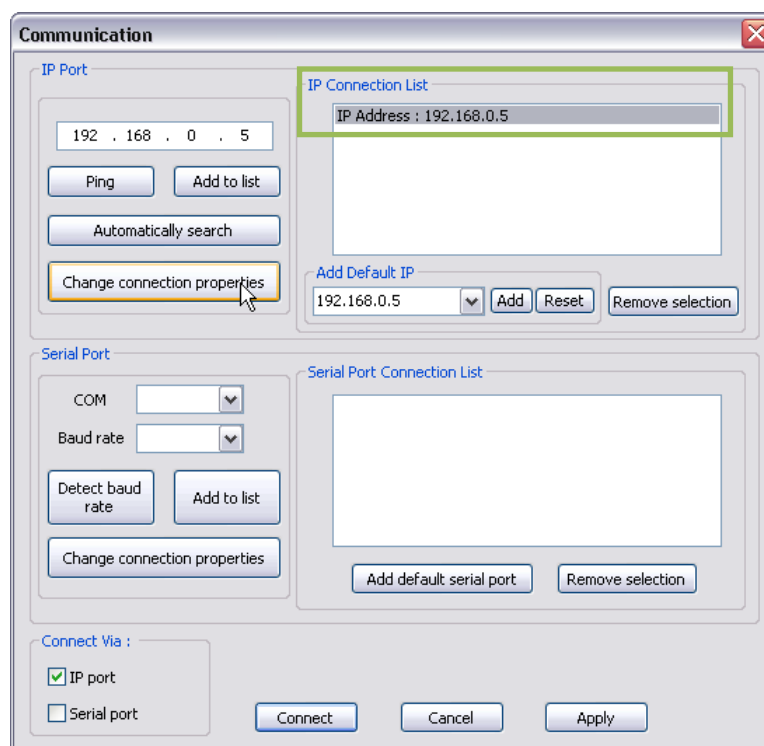 Communication
IP Port
192 . 168 . 0 . 5
Ping
Add to list
Automatically search
Change connection properties
IP Connection List
IP Address : 192.168.0.5
Add Default IP
192.168.0.5
Add
Reset
Remove selection
Serial Port
COM
Baud rate
Detect baud
rate
Add to list
Change connection properties
Serial Port Connection List
Add default serial port
Remove selection
Connect Via :
IP port
Serial port
Connect
Cancel
Apply